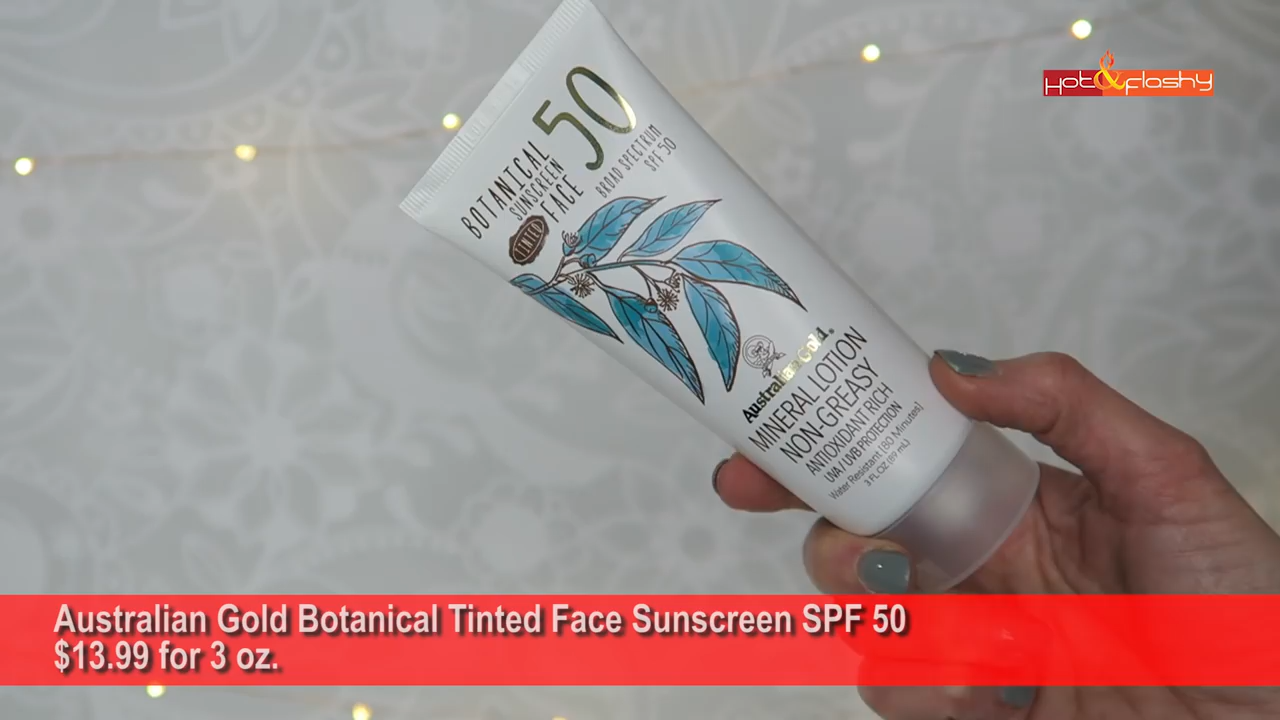 Hot & Flashy
BOTANICAL
SUNSCREEN
FACE
50
BROAD SPECTRUM
SPF 50
TINTED
Australian Gold®
MINERAL LOTION
NON-GREASY
ANTIOXIDANT RICH
UVA / UVB PROTECTION
Water Resistant (80 Minutes)
3 FL OZ (89 mL)
Australian Gold Botanical Tinted Face Sunscreen SPF 50
$13.99 for 3 oz.